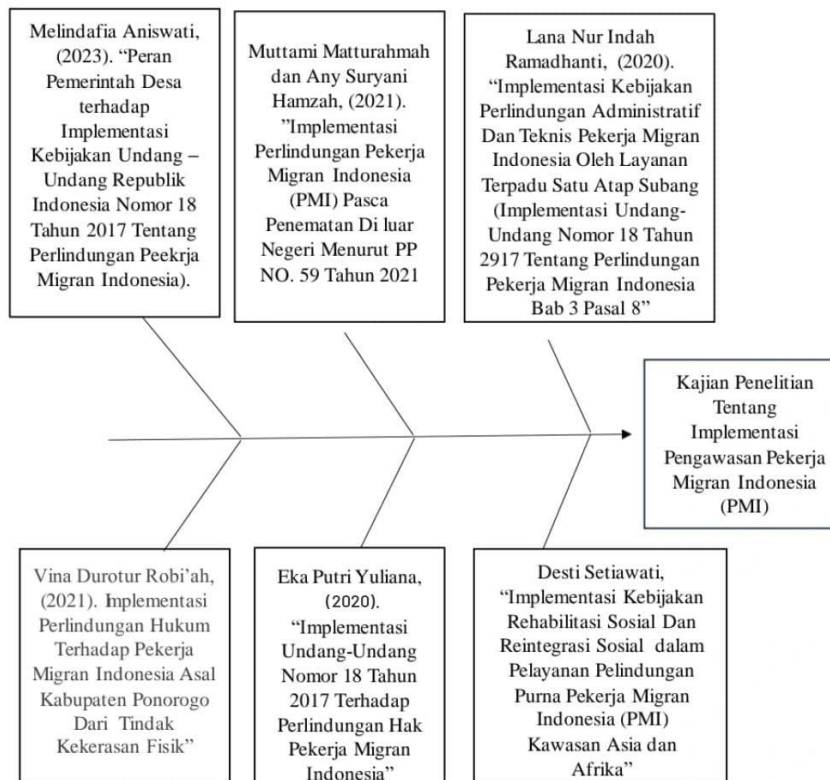 Melindafia Aniswati,
(2023). “Peran
Pemerintah Desa
terhadap
Implementasi
Kebijakan Undang –
Undang Republik
Indonesia Nomor 18
Tahun 2017 Tentang
Perlindungan Peekrja
Migran Indonesia).
Muttami Matturahmah
dan Any Suryani
Hamzah, (2021).
”Implementasi
Perlindungan Pekerja
Migran Indonesia
(PMI) Pasca
Penematan Di luar
Negeri Menurut PP
NO. 59 Tahun 2021
Lana Nur Indah
Ramadhanti, (2020).
“Implementasi Kebijakan
Perlindungan Administratif
Dan Teknis Pekerja Migran
Indonesia Oleh Layanan
Terpadu Satu Atap Subang
(Implementasi Undang-
Undang Nomor 18 Tahun
2917 Tentang Perlindungan
Pekerja Migran Indonesia
Bab 3 Pasal 8”
Kajian Penelitian
Tentang
Implementasi
Pengawasan Pekerja
Migran Indonesia
(PMI)
Vina Durotur Robi’ah,
(2021). Implementasi
Perlindungan Hukum
Terhadap Pekerja
Migran Indonesia Asal
Kabupaten Ponorogo
Dari Tindak
Kekerasan Fisik”
Eka Putri Yuliana,
(2020).
“Implementasi
Undang-Undang
Nomor 18 Tahun
2017 Terhadap
Perlindungan Hak
Pekerja Migran
Indonesia”
Desti Setiawati,
“Implementasi Kebijakan
Rehabilitasi Sosial Dan
Reintegrasi Sosial dalam
Pelayanan Pelindungan
Purna Pekerja Migran
Indonesia (PMI)
Kawasan Asia dan
Afrika”